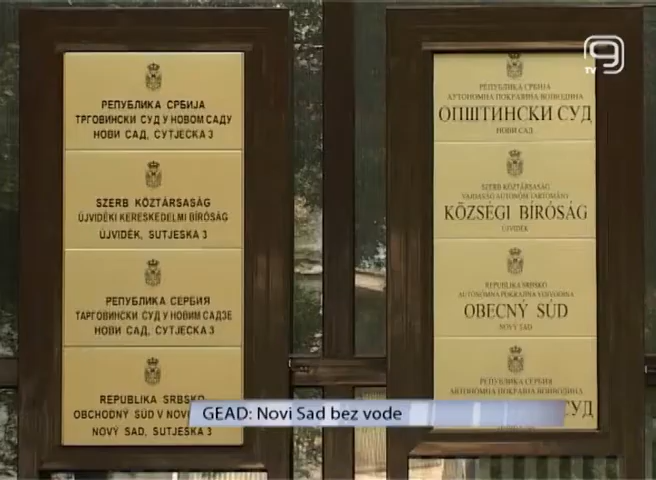 РЕПУБЛИКА СРБИЈА
ТРГОВИНСКИ СУД У НОВОМ САДУ
НОВИ САД, СУТЈЕСКА 3
SZERB KÖZTÁRSASÁG
ÚJVIDÉKI KERESKEDELMI BÍRÓSÁG
ÚJVIDÉK, SUTJESKA 3
РЕПУБЛИКА СЕРБИЯ
ТАРГОВИНСКИ СУД У НОВИМ САДЗЕ
НОВИ САД, СУТЈЕСКА 3
REPUBLIKA SRBSKO
OBCHODNÝ SÚD V
NOVÝ SAD, SUTJESKA 3
РЕПУБЛИКА СРБИЈА
АУТОНОМНА ПОКРАЈИНА ВОЈВОДИНА
ОПШТИНСКИ СУД
НОВИ САД
SZERB KÖZTÁRSASÁG
VAJDASÁG AUTONÓM TARTOMÁNY
KÖZSÉGI BÍRÓSÁG
ÚJVIDÉK
REPUBLIKA SRBSKO
AUTONÓMNA POKRAJINA VOJVODINA
OBECNÝ SÚD
NOVÝ SAD
РЕПУБЛИКА СЕРБИЯ
АВТОНОМНА ПОКРАЇНА ВОЙВОДИНА
СУД
9
TV
GEAD: Novi Sad bez vode